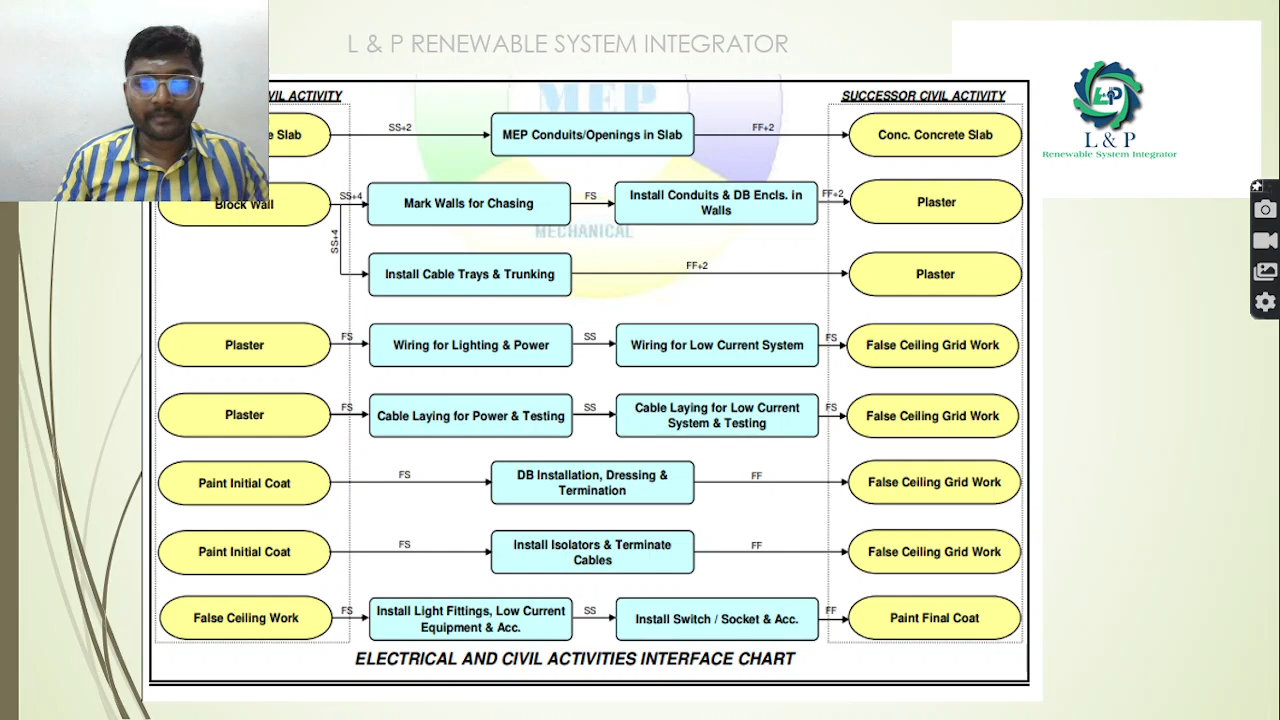 L & P RENEWABLE SYSTEM INTEGRATOR
L & P
Renewable System Integrator
MEP
MECHANICAL
VIL ACTIVITY
SUCCESSOR CIVIL ACTIVITY
e Slab
SS+2
MEP Conduits/Openings in Slab
FF+2
Conc. Concrete Slab
Block Wall
SS+4
Mark Walls for Chasing
FS
Install Conduits & DB Encls. in
Walls
FF+2
Plaster
SS+4
Install Cable Trays & Trunking
FF+2
Plaster
Plaster
FS
Wiring for Lighting & Power
SS
Wiring for Low Current System
FS
False Ceiling Grid Work
Plaster
FS
Cable Laying for Power & Testing
SS
Cable Laying for Low Current
System & Testing
FS
False Ceiling Grid Work
Paint Initial Coat
FS
DB Installation, Dressing &
Termination
FF
False Ceiling Grid Work
Paint Initial Coat
FS
Install Isolators & Terminate
Cables
FF
False Ceiling Grid Work
False Ceiling Work
FS
Install Light Fittings, Low Current
Equipment & Acc.
SS
Install Switch / Socket & Acc.
FF
Paint Final Coat
ELECTRICAL AND CIVIL ACTIVITIES INTERFACE CHART